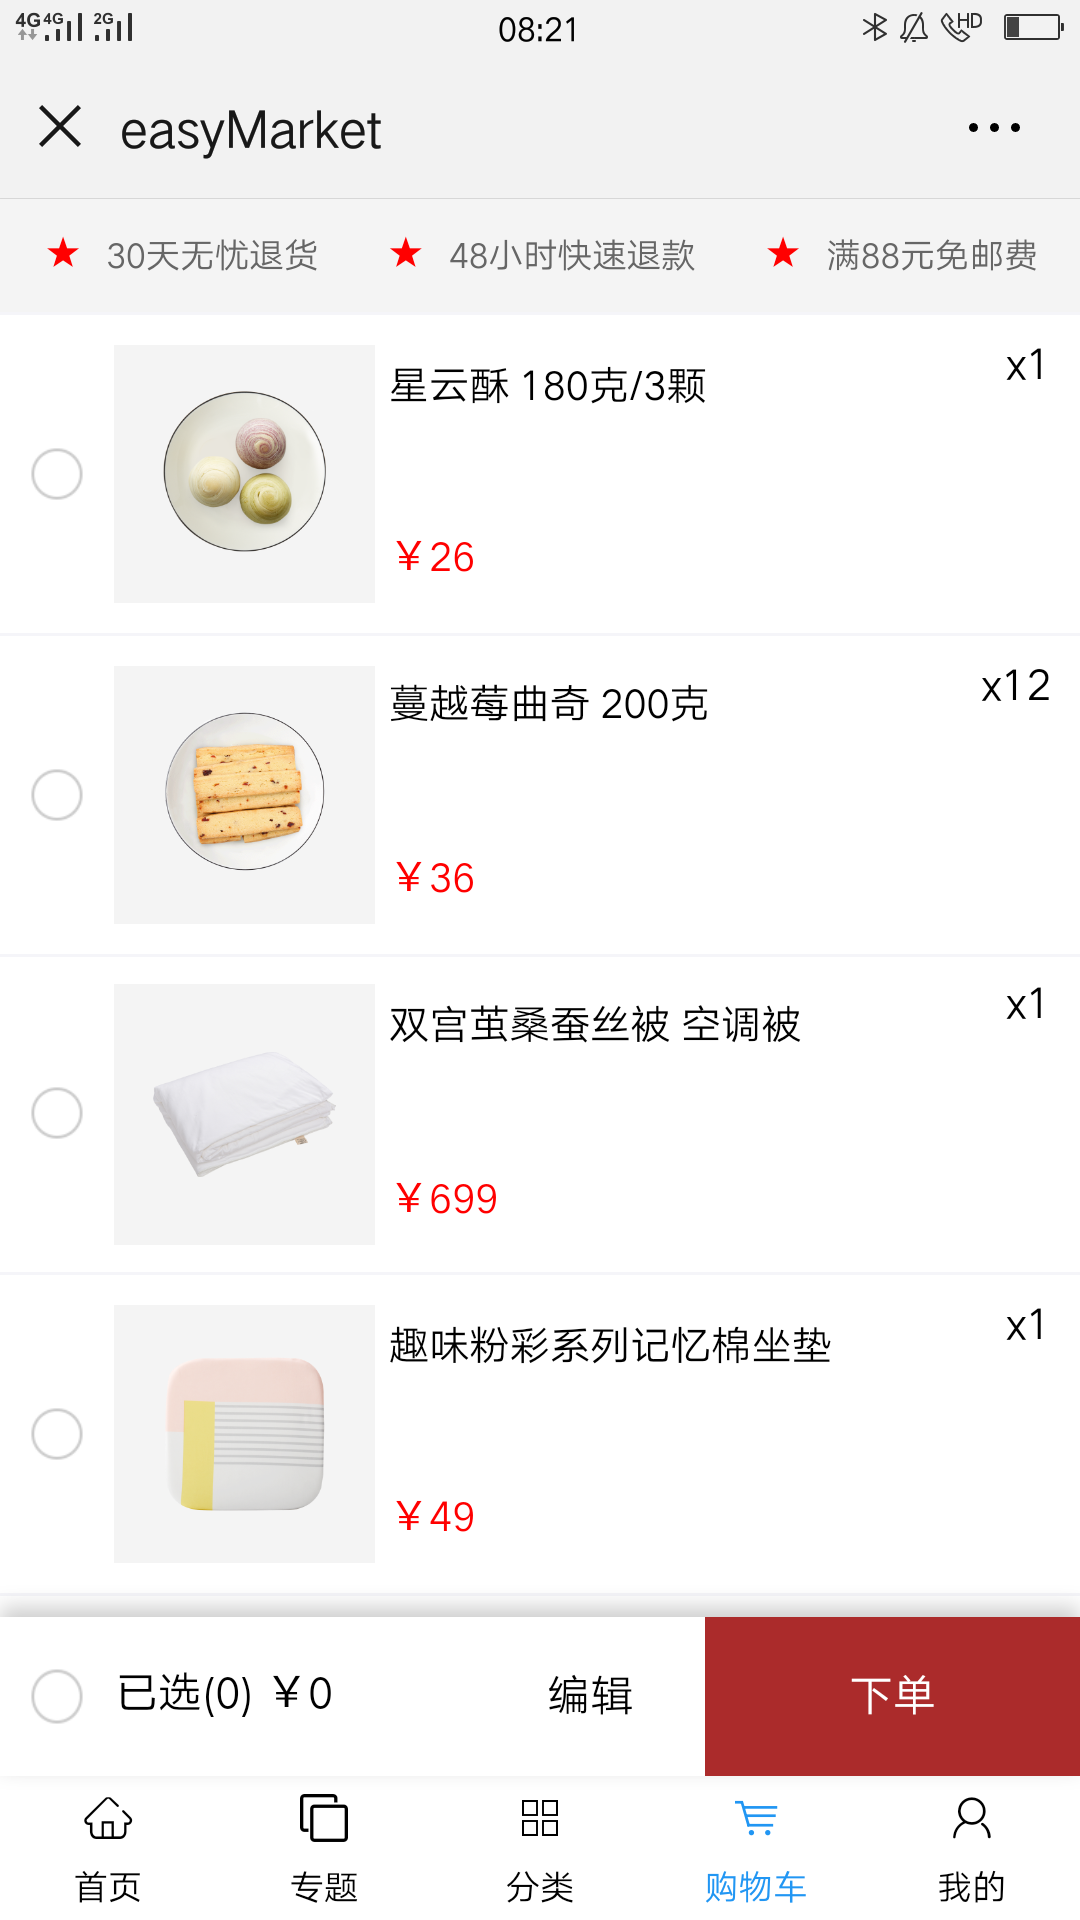 4G 4G 2G 08:21 HD
easyMarket
★ 30天无忧退货 ★ 48小时快速退款 ★ 满88元免邮费
星云酥 180克/3颗 x1
￥26
蔓越莓曲奇 200克 x12
￥36
双宫茧桑蚕丝被 空调被 x1
￥699
趣味粉彩系列记忆棉坐垫 x1
￥49
已选(0) ￥0 编辑 下单
首页 专题 分类 购物车 我的